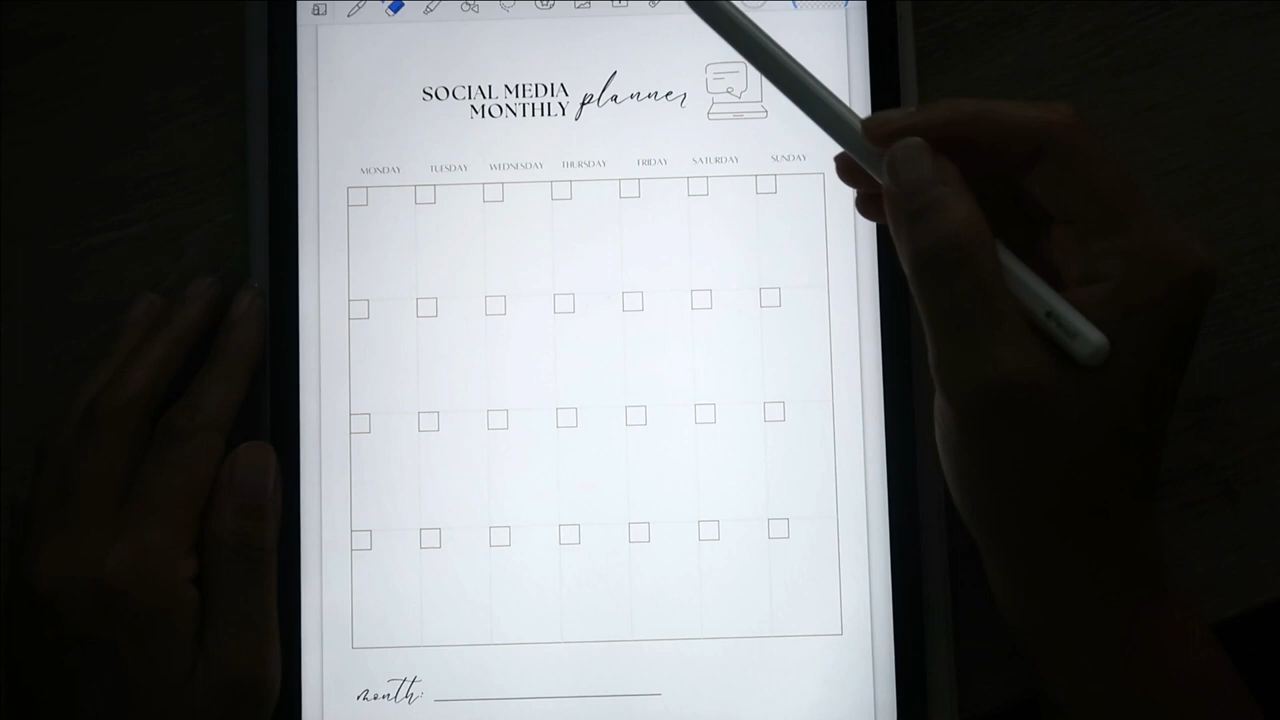 SOCIAL MEDIA
MONTHLY planner
MONDAY TUESDAY WEDNESDAY THURSDAY FRIDAY SATURDAY SUNDAY
month: